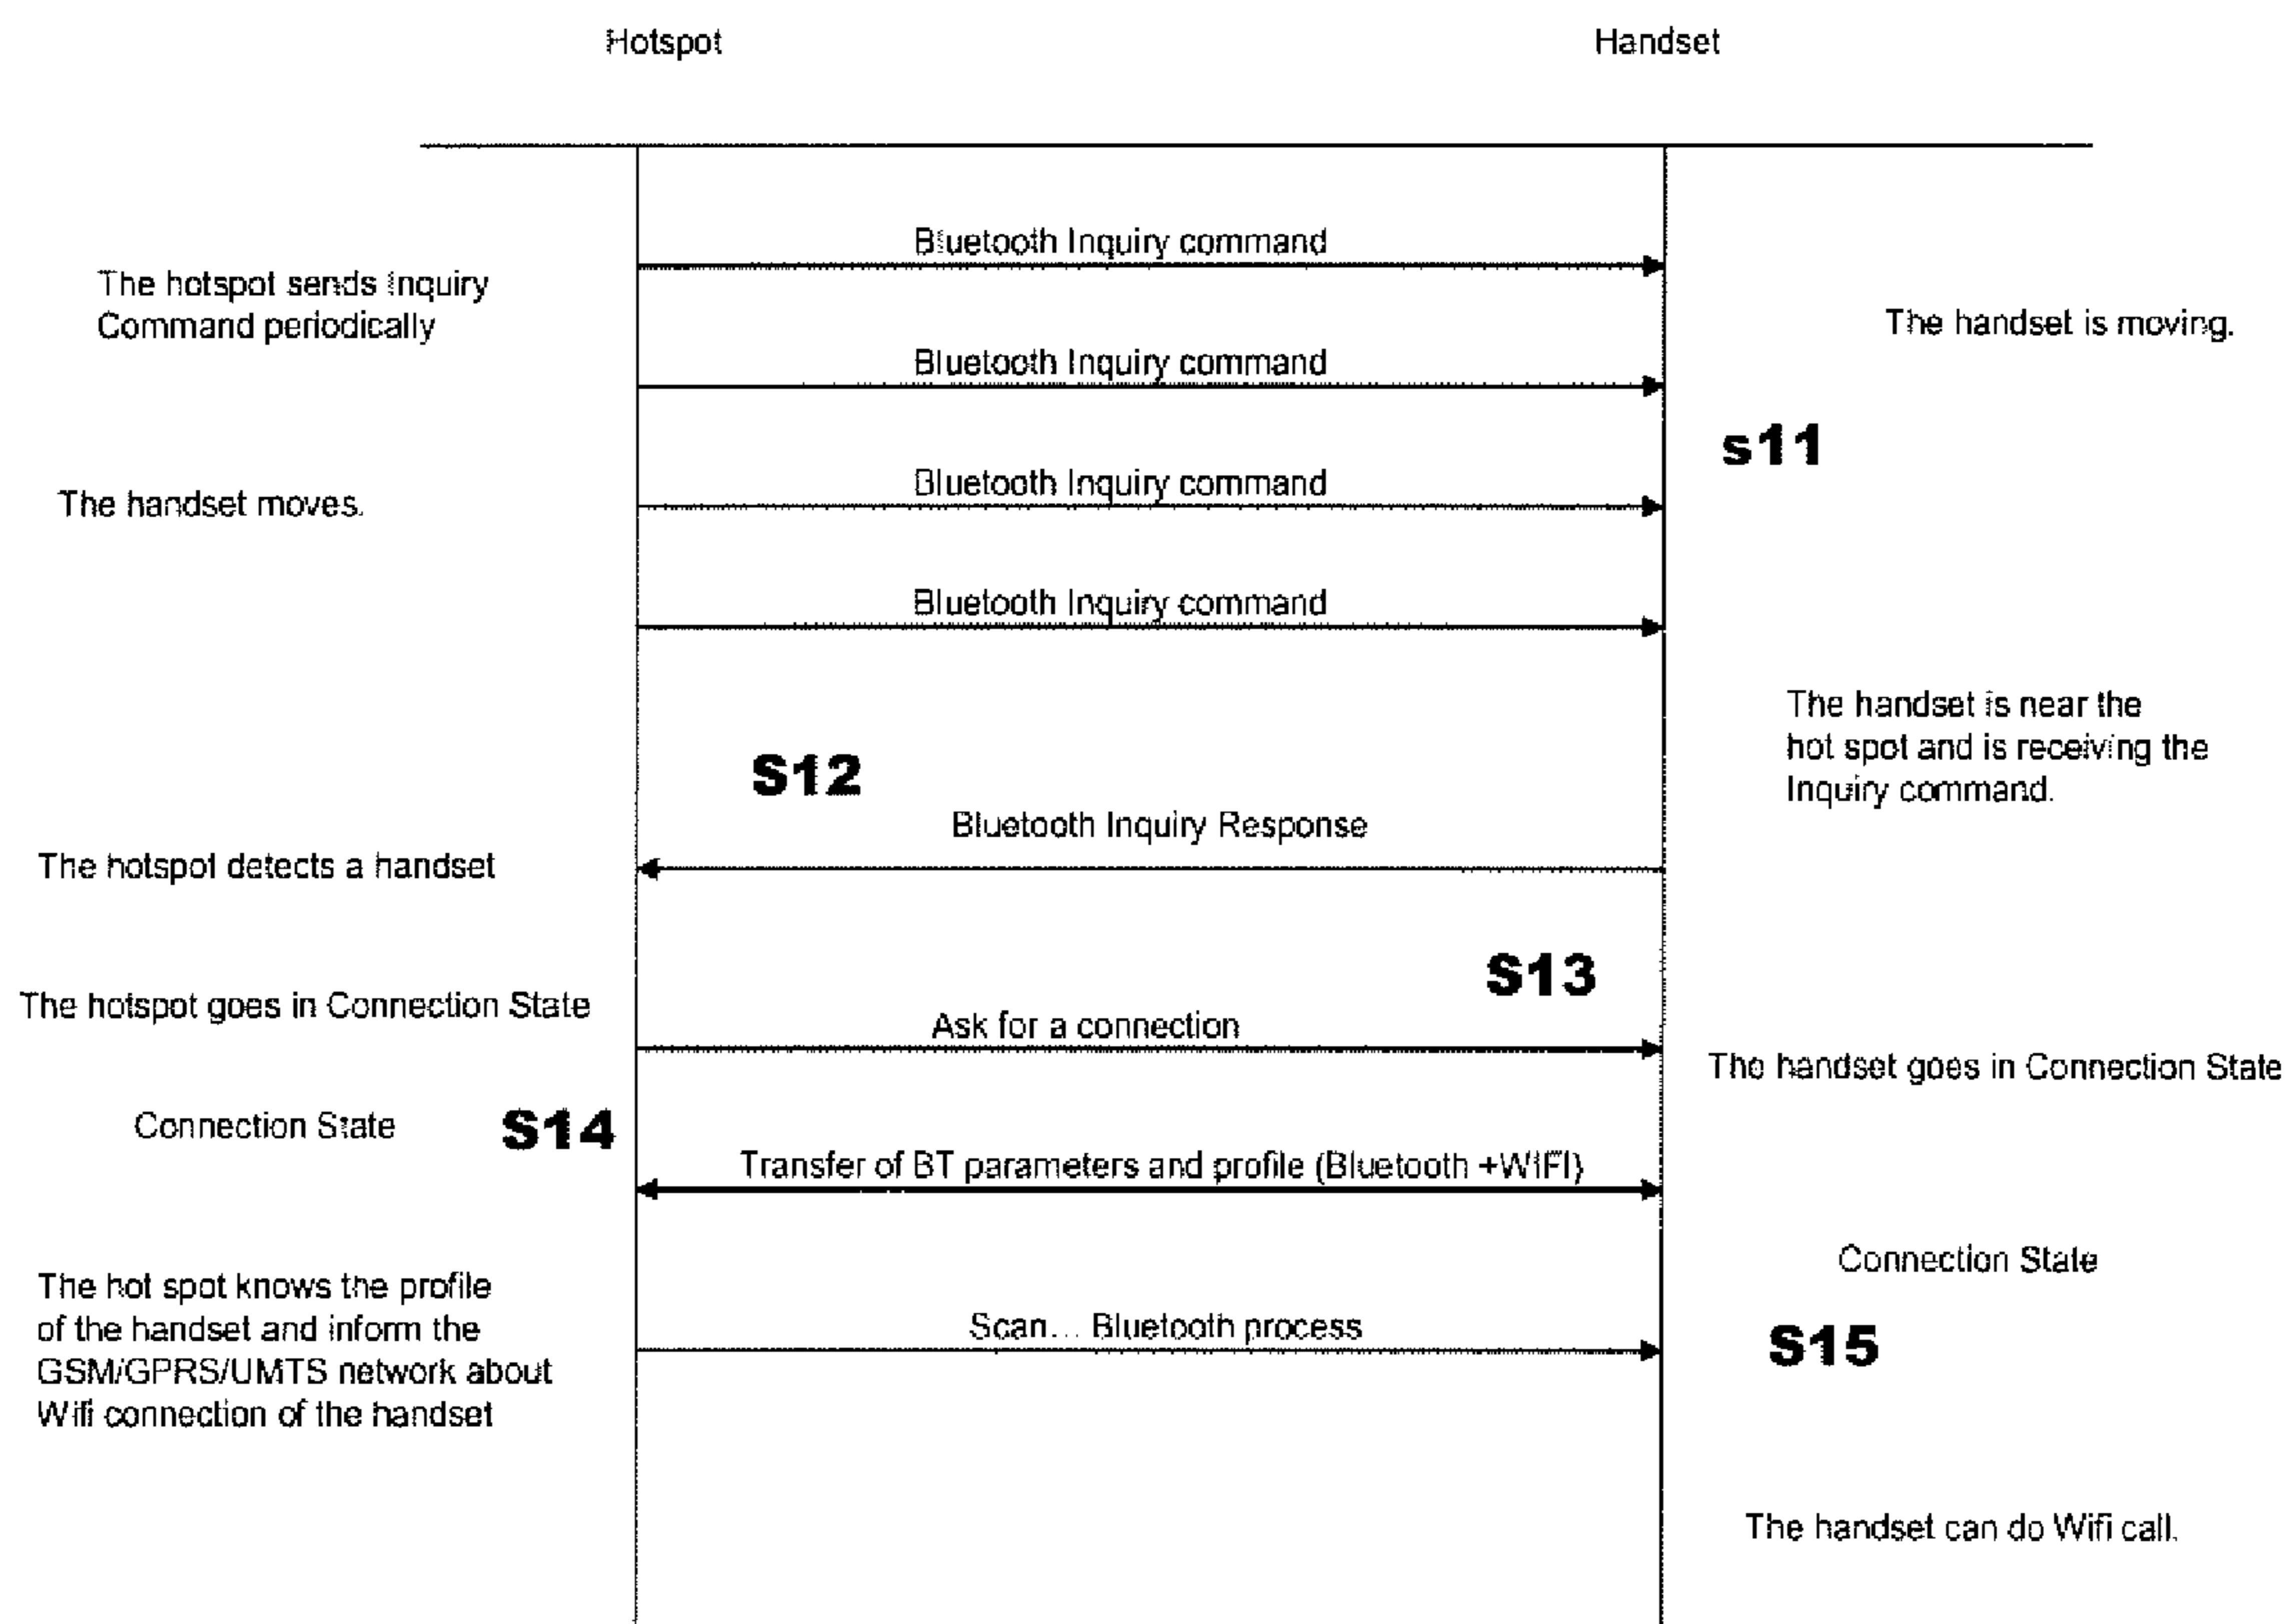 Hotspot
Handset
Bluetooth Inquiry command
The hotspot sends Inquiry
Command periodically
The handset is moving.
Bluetooth Inquiry command
s11
Bluetooth Inquiry command
The handset moves.
Bluetooth Inquiry command
The handset is near the
hot spot and is receiving the
Inquiry command.
S12
Bluetooth Inquiry Response
The hotspot detects a handset
S13
The hotspot goes in Connection State
Ask for a connection
The handset goes in Connection State
Connection State
S14
Transfer of BT parameters and profile (Bluetooth +WIFI)
Connection State
The hot spot knows the profile
of the handset and inform the
GSM/GPRS/UMTS network about
Wifi connection of the handset
Scan... Bluetooth process
S15
The handset can do Wifi call.